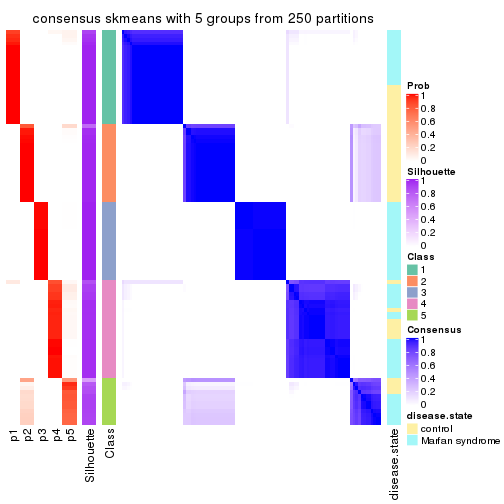 consensus skmeans with 5 groups from 250 partitions
Prob
1
0.8
0.6
0.4
0.2
0
Silhouette
1
0.8
0.6
0.4
0.2
0
Class
1
2
3
4
5
Consensus
1
0.8
0.6
0.4
0.2
0
disease.state
control
Marfan syndrome
p1
p2
p3
p4
p5
Silhouette
Class
disease.state